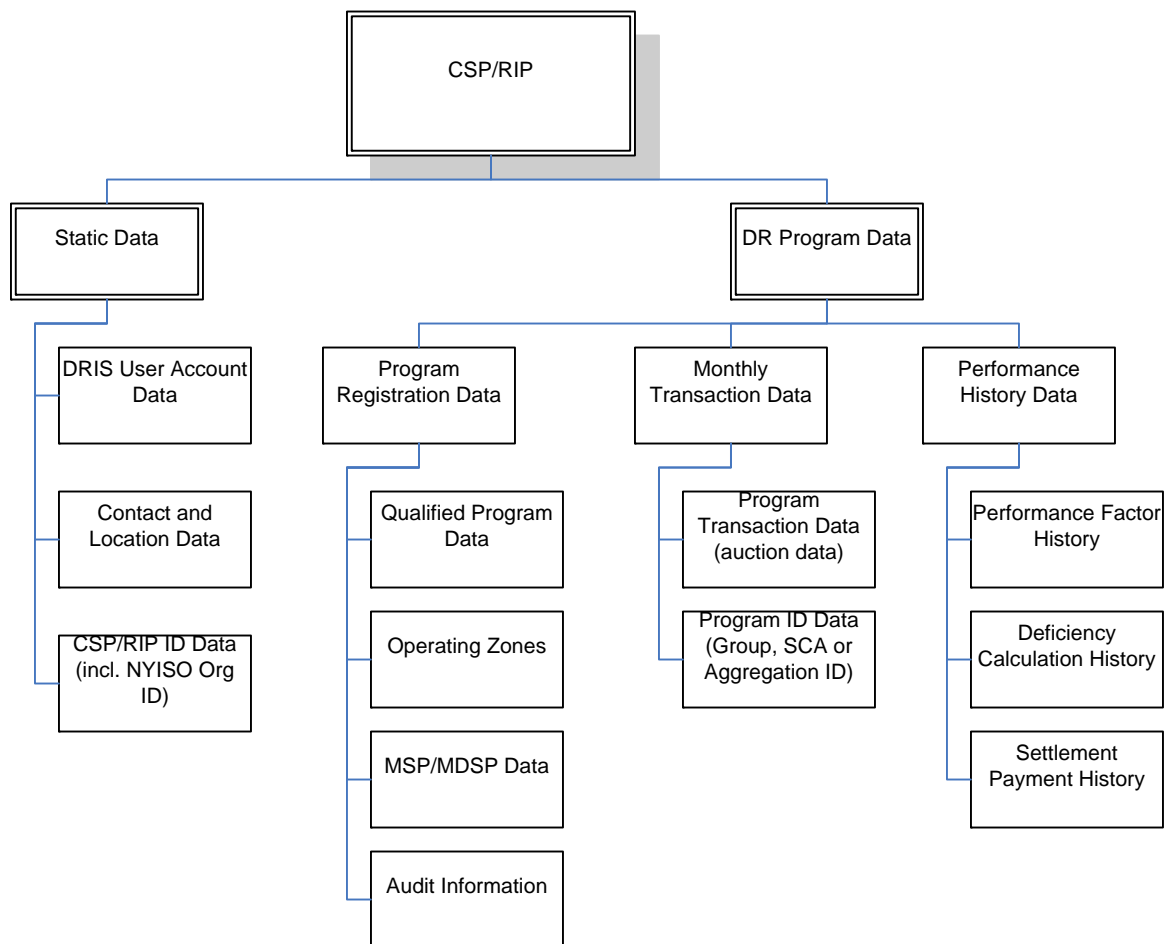 CSP/RIP
Static Data
DR Program Data
DRIS User Account
Data
Program
Registration Data
Monthly
Transaction Data
Performance
History Data
Contact and
Location Data
Qualified Program
Data
Program
Transaction Data
(auction data)
Performance Factor
History
CSP/RIP ID Data
(incl. NYISO Org
ID)
Operating Zones
Program ID Data
(Group, SCA or
Aggregation ID)
Deficiency
Calculation History
MSP/MDSP Data
Settlement
Payment History
Audit Information